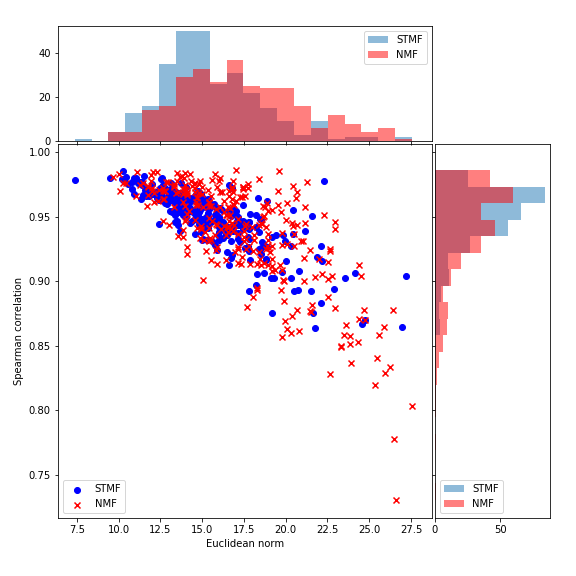 40
20
0
STMF
NMF
1.00
0.95
0.90
0.85
0.80
0.75
Spearman correlation
STMF
NMF
7.5 10.0 12.5 15.0 17.5 20.0 22.5 25.0 27.5
Euclidean norm
STMF
NMF
0 50